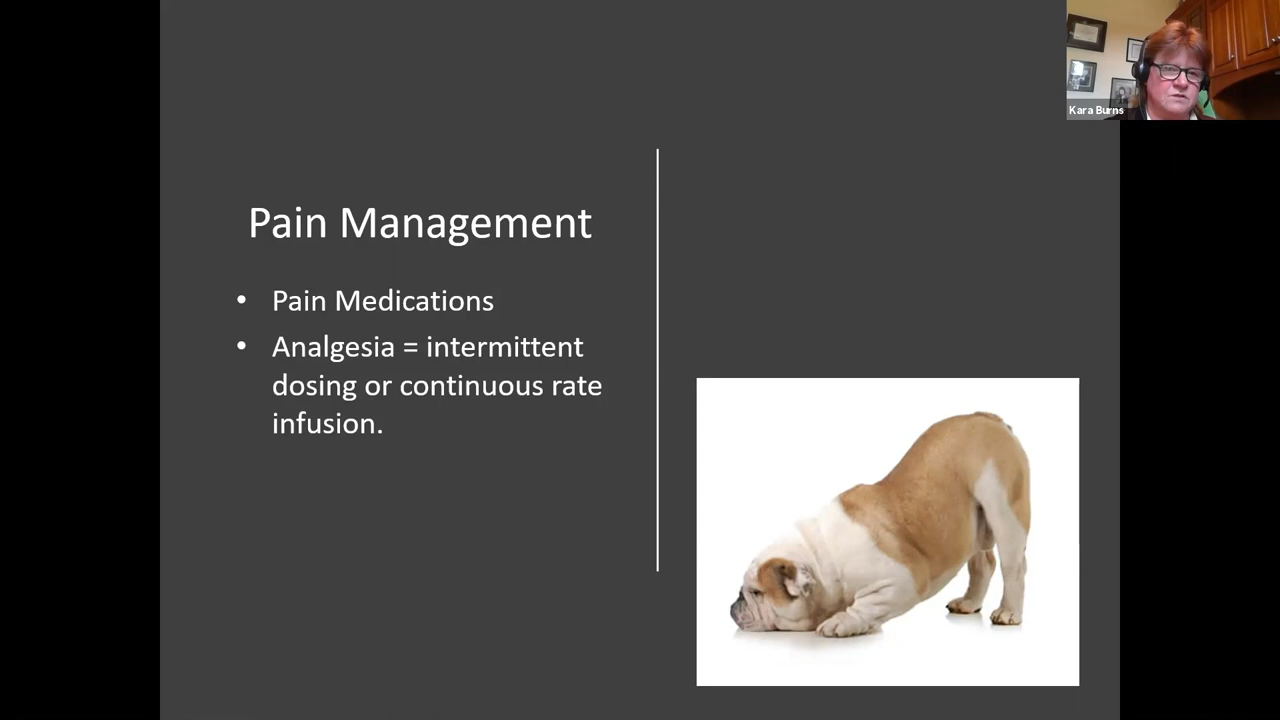 Kara Burns
Pain Management
• Pain Medications
• Analgesia = intermittent
dosing or continuous rate
infusion.